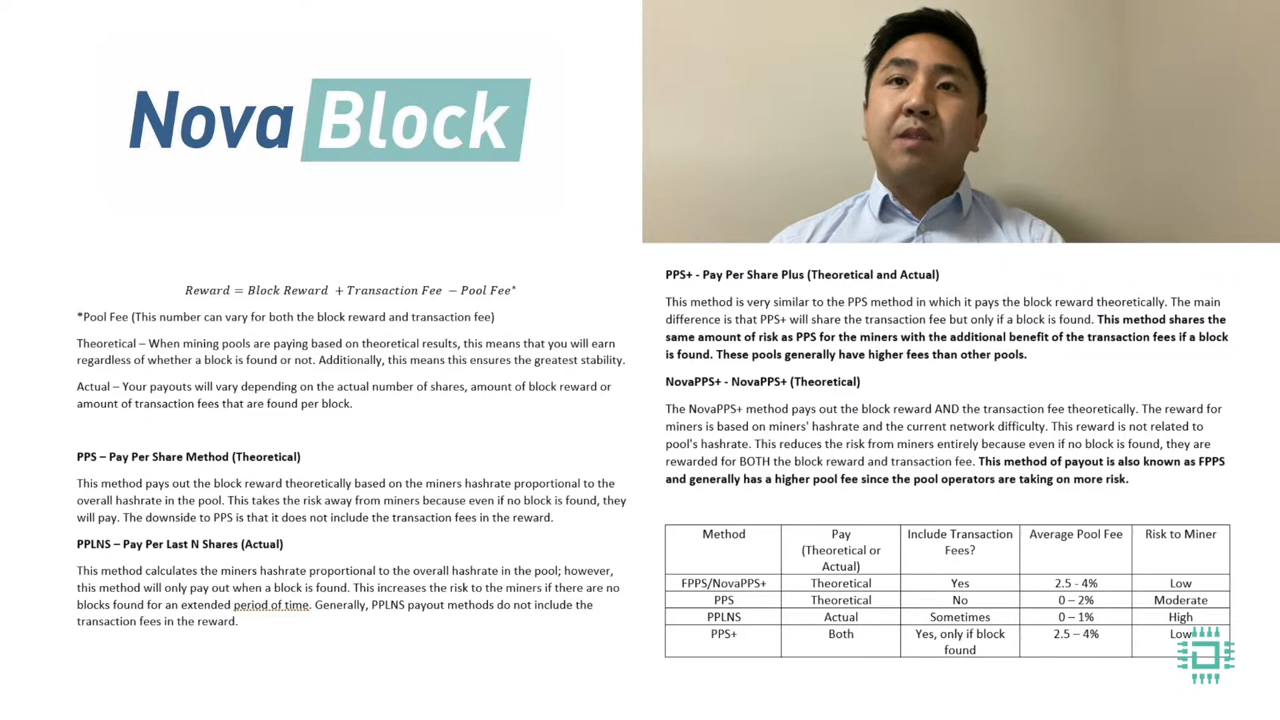 Nova Block
Reward = Block Reward + Transaction Fee − Pool Fee*
*Pool Fee (This number can vary for both the block reward and transaction fee)
Theoretical – When mining pools are paying based on theoretical results, this means that you will earn
regardless of whether a block is found or not. Additionally, this means this ensures the greatest stability.
Actual – Your payouts will vary depending on the actual number of shares, amount of block reward or
amount of transaction fees that are found per block.
PPS – Pay Per Share Method (Theoretical)
This method pays out the block reward theoretically based on the miners hashrate proportional to the
overall hashrate in the pool. This takes the risk away from miners because even if no block is found, they
will pay. The downside to PPS is that it does not include the transaction fees in the reward.
PPLNS – Pay Per Last N Shares (Actual)
This method calculates the miners hashrate proportional to the overall hashrate in the pool; however,
this method will only pay out when a block is found. This increases the risk to the miners if there are no
blocks found for an extended period of time. Generally, PPLNS payout methods do not include the
transaction fees in the reward.
PPS+ - Pay Per Share Plus (Theoretical and Actual)
This method is very similar to the PPS method in which it pays the block reward theoretically. The main
difference is that PPS+ will share the transaction fee but only if a block is found. This method shares the
same amount of risk as PPS for the miners with the additional benefit of the transaction fees if a block
is found. These pools generally have higher fees than other pools.
NovaPPS+ - NovaPPS+ (Theoretical)
The NovaPPS+ method pays out the block reward AND the transaction fee theoretically. The reward for
miners is based on miners' hashrate and the current network difficulty. This reward is not related to
pool's hashrate. This reduces the risk from miners entirely because even if no block is found, they are
rewarded for BOTH the block reward and transaction fee. This method of payout is also known as FPPS
and generally has a higher pool fee since the pool operators are taking on more risk.
Method Pay (Theoretical or Actual) Include Transaction Fees? Average Pool Fee Risk to Miner
FPPS/NovaPPS+ Theoretical Yes 2.5 - 4% Low
PPS Theoretical No 0 – 2% Moderate
PPLNS Actual Sometimes 0 – 1% High
PPS+ Both Yes, only if block found 2.5 – 4% Low